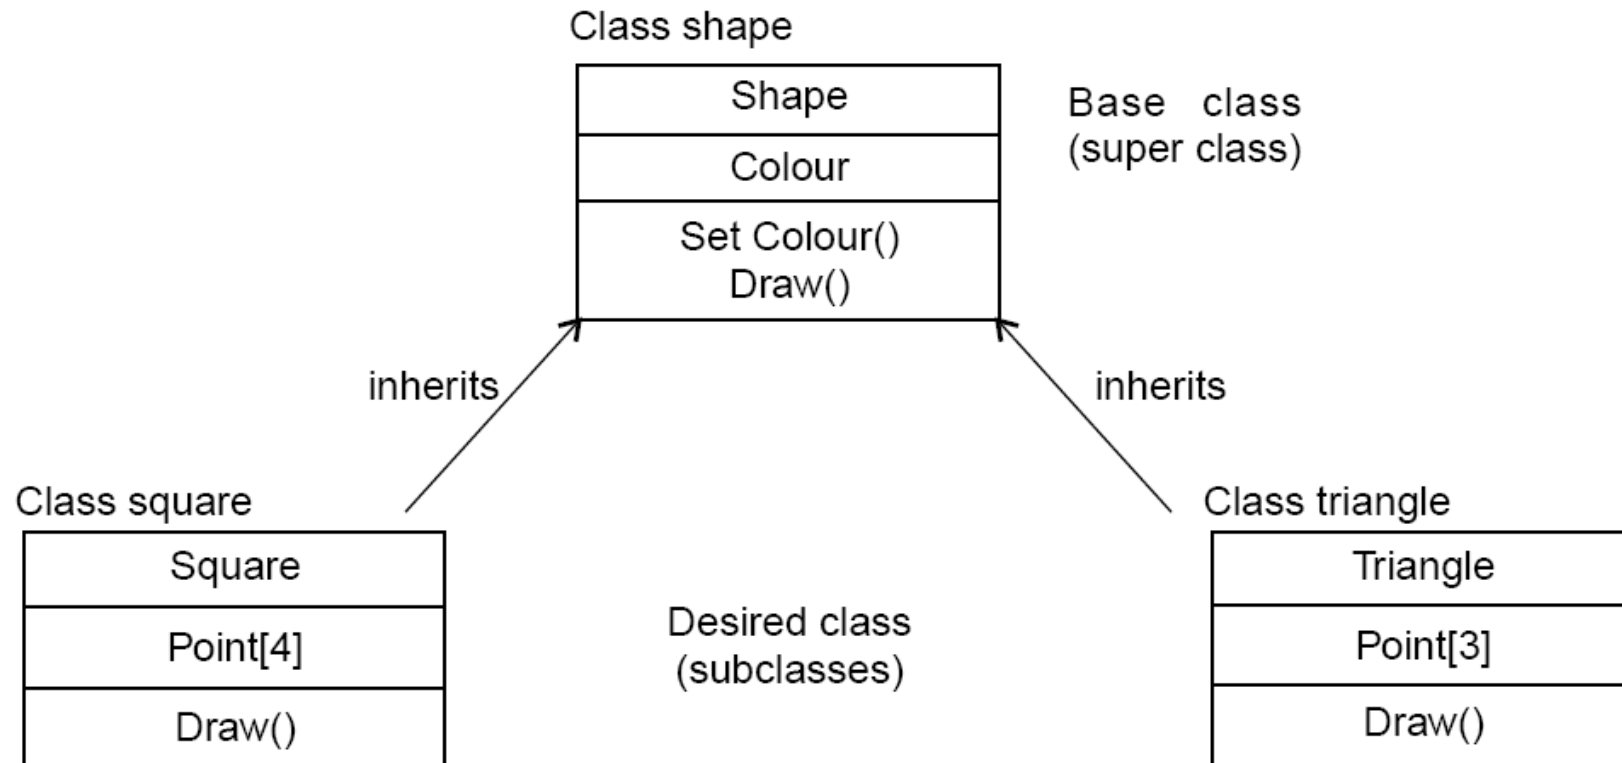 Class shape
Shape
Base class
(super class)
Colour
Set Colour()
Draw()
inherits
inherits
Class square
Class triangle
Square
Triangle
Point[4]
Desired class
(subclasses)
Point[3]
Draw()
Draw()